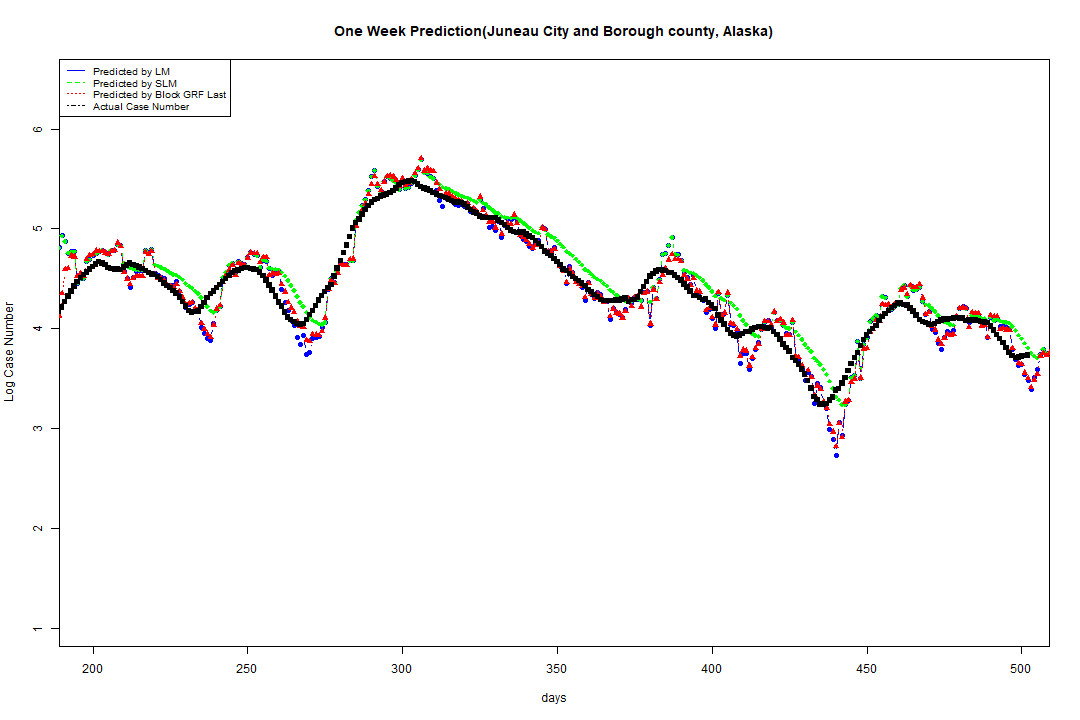 One Week Prediction(Juneau City and Borough county, Alaska)
Predicted by LM
Predicted by SLM
Predicted by Block GRF Last
Actual Case Number
6
5
4
3
2
1
Log Case Number
200 250 300 350 400 450 500
days